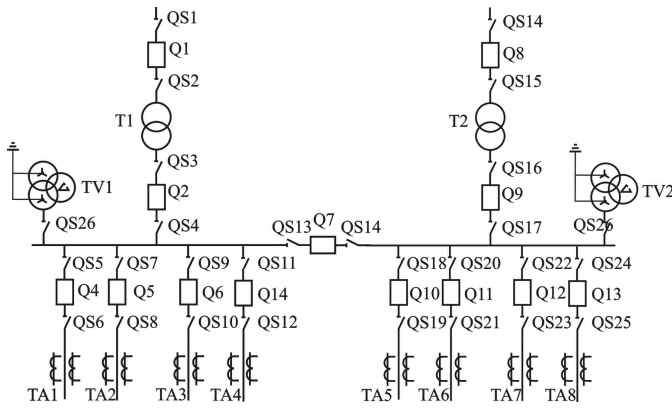 QS1 QS14
Q1 Q8
QS2 QS15
T1 T2
QS3 QS16
TV1 Q2 Q9 TV2
QS26 QS4 QS13 Q7 QS14 QS17 QS26
QS5 QS7 QS9 QS11 QS18 QS20 QS22 QS24
Q4 Q5 Q6 Q14 Q10 Q11 Q12 Q13
QS6 QS8 QS10 QS12 QS19 QS21 QS23 QS25
TA1 TA2 TA3 TA4 TA5 TA6 TA7 TA8